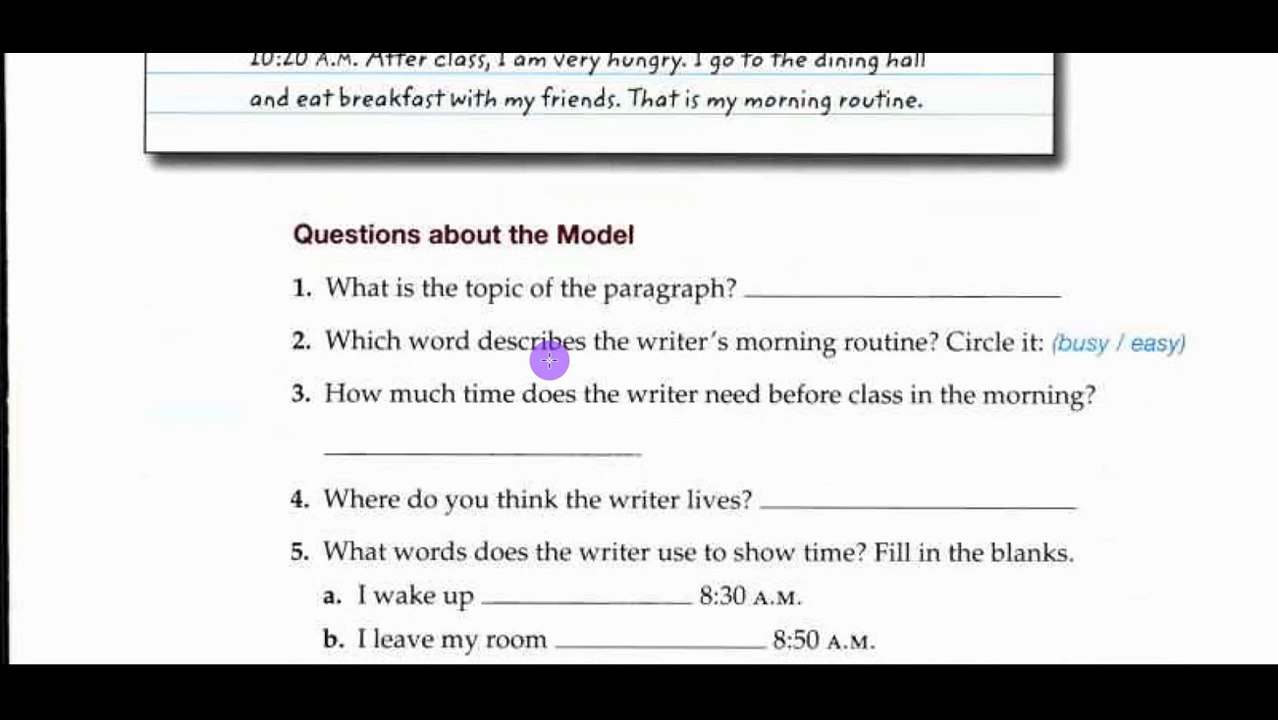 10:20 A.M. After class, I am very hungry. I go to the dining hall
and eat breakfast with my friends. That is my morning routine.
Questions about the Model
1. What is the topic of the paragraph?
2. Which word describes the writer's morning routine? Circle it: (busy / easy)
3. How much time does the writer need before class in the morning?
4. Where do you think the writer lives?
5. What words does the writer use to show time? Fill in the blanks.
a. I wake up 8:30 A.M.
b. I leave my room 8:50 A.M.